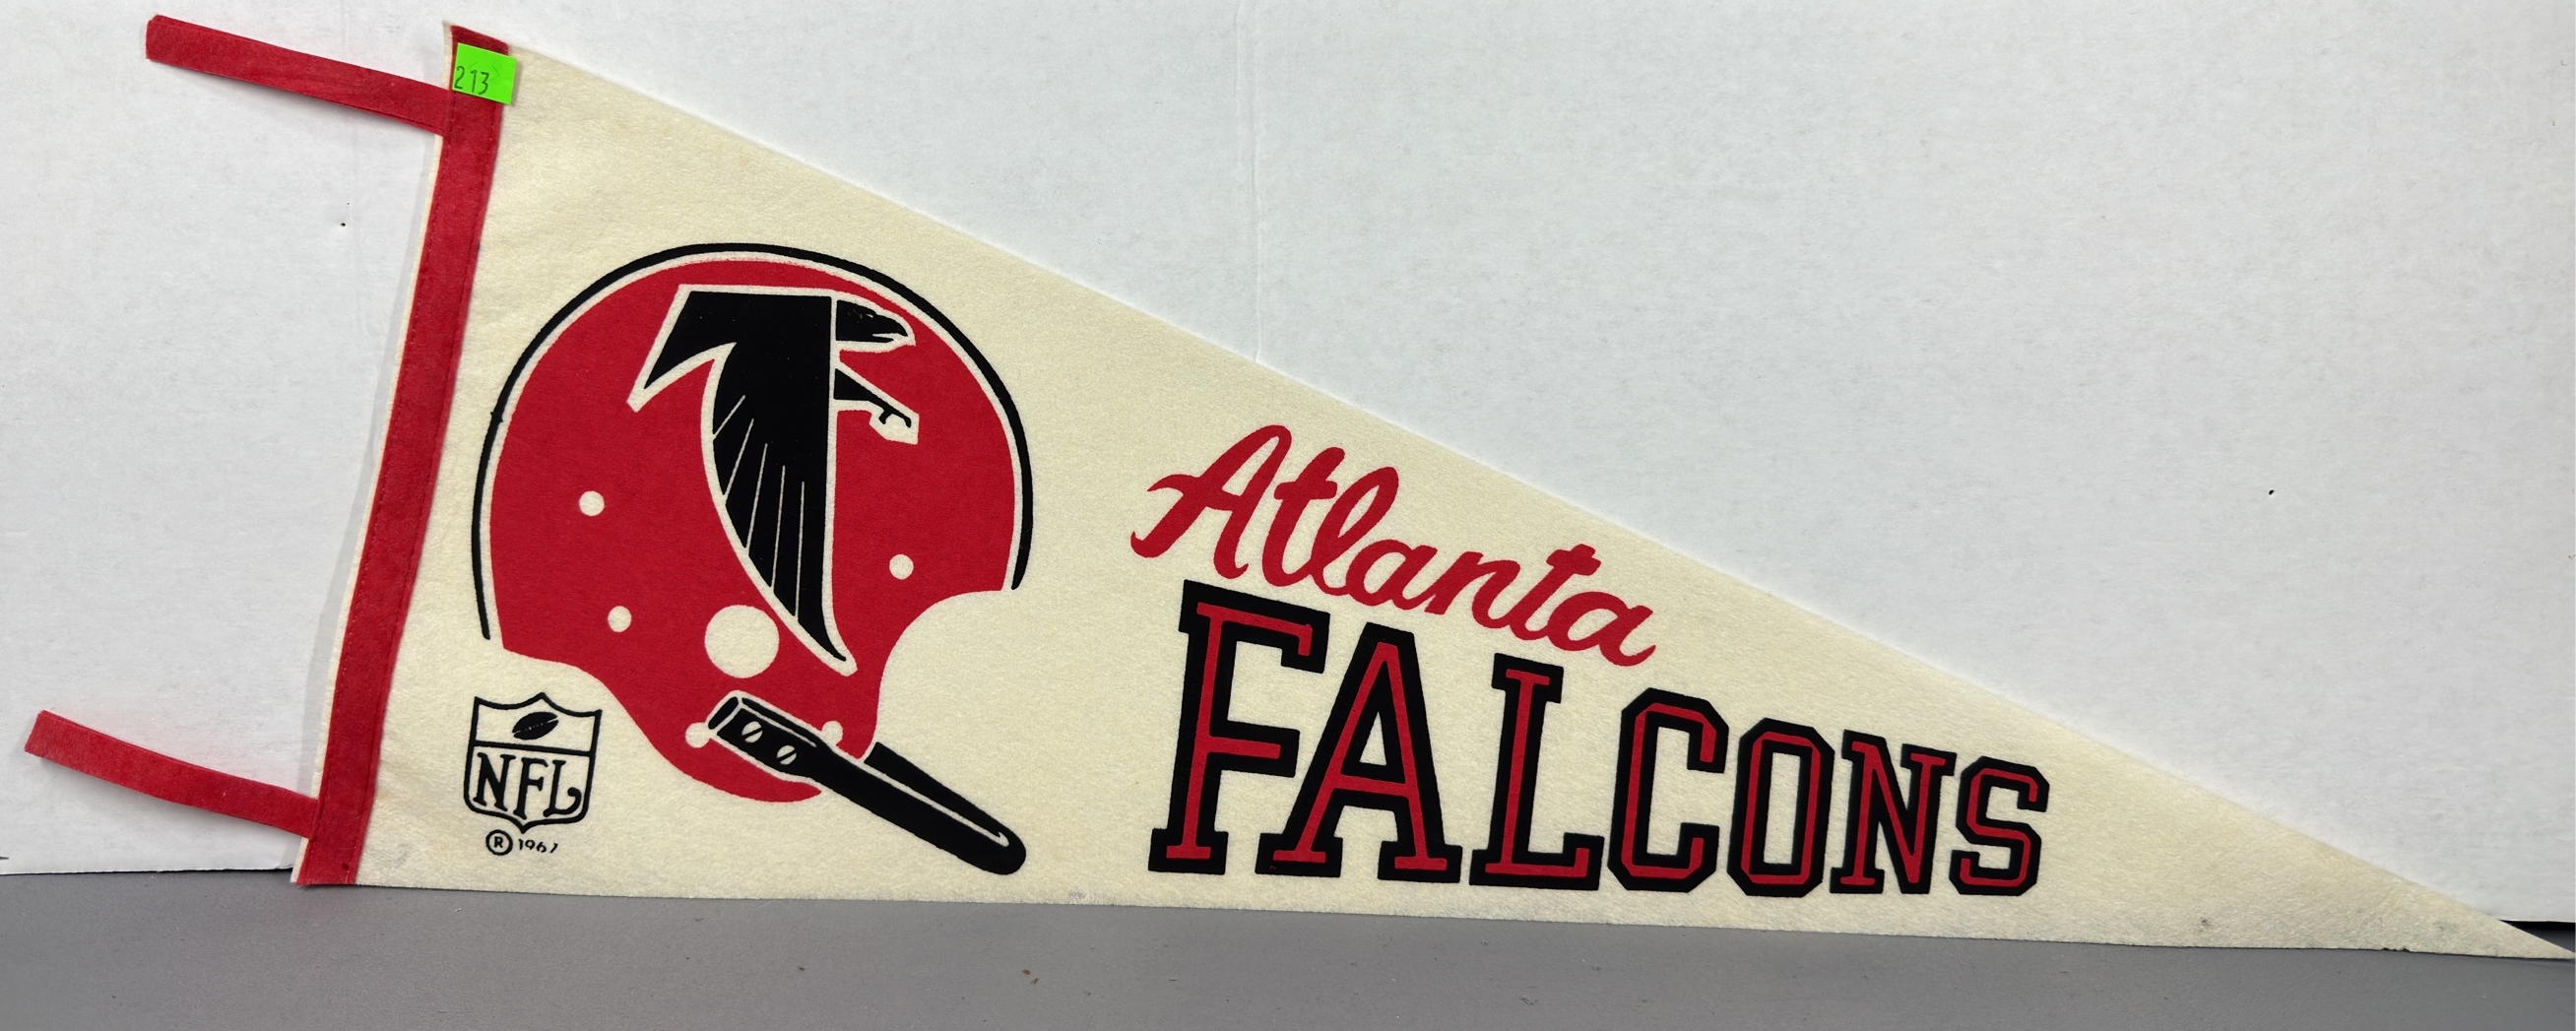 213
Atlanta
FALCONS
NFL
® 1967